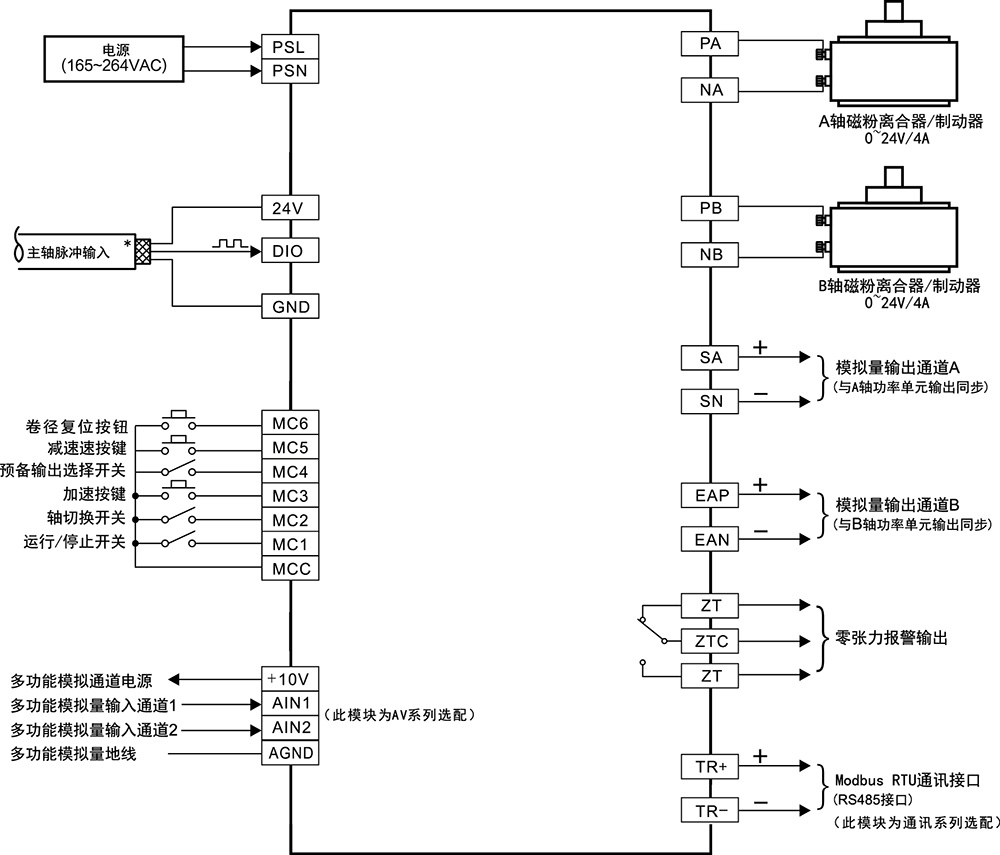 电源
(165~264VAC)
PSL
PSN
24V
主轴脉冲输入
*
DIO
GND
卷径复位按钮
MC6
减速速按键
MC5
预备输出选择开关
MC4
加速按键
MC3
轴切换开关
MC2
运行/停止开关
MC1
MCC
多功能模拟通道电源
+10V
多功能模拟量输入通道1
AIN1
(此模块为AV系列选配)
多功能模拟量输入通道2
AIN2
多功能模拟量地线
AGND
PA
NA
A轴磁粉离合器/制动器
0~24V/4A
PB
NB
B轴磁粉离合器/制动器
0~24V/4A
SA
+
SN
−
模拟量输出通道A
(与A轴功率单元输出同步)
EAP
+
EAN
−
模拟量输出通道B
(与B轴功率单元输出同步)
ZT
ZTC
ZT
零张力报警输出
TR+
+
TR−
−
Modbus RTU通讯接口
(RS485接口)
(此模块为通讯系列选配)